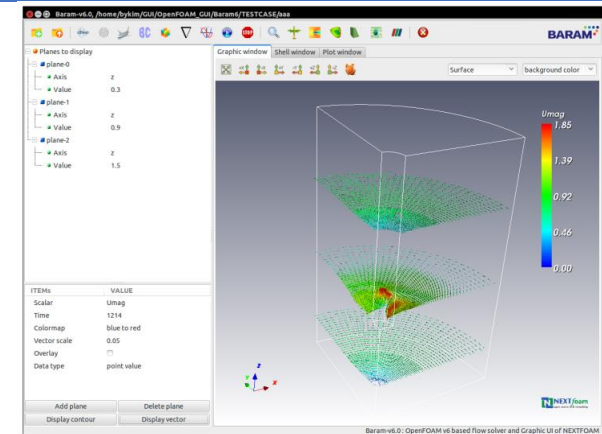 Baram-v6.0, /home/bykim/GUI/OpenFOAM_GUI/Baram6/TESTCASE/aaa
BARAM
Planes to display
plane-0
Axis z
Value 0.3
plane-1
Axis z
Value 0.9
plane-2
Axis z
Value 1.5
ITEMs VALUE
Scalar Umag
Time 1214
Colormap blue to red
Vector scale 0.05
Overlay
Data type point value
Add plane Delete plane
Display contour Display vector
Graphic window Shell window Plot window
Surface background color
Umag
1.85
1.39
0.92
0.46
0.00
z
x
NEXTfoam
Baram-v6.0 : OpenFOAM v6 based flow solver and Graphic UI of NEXTFOAM